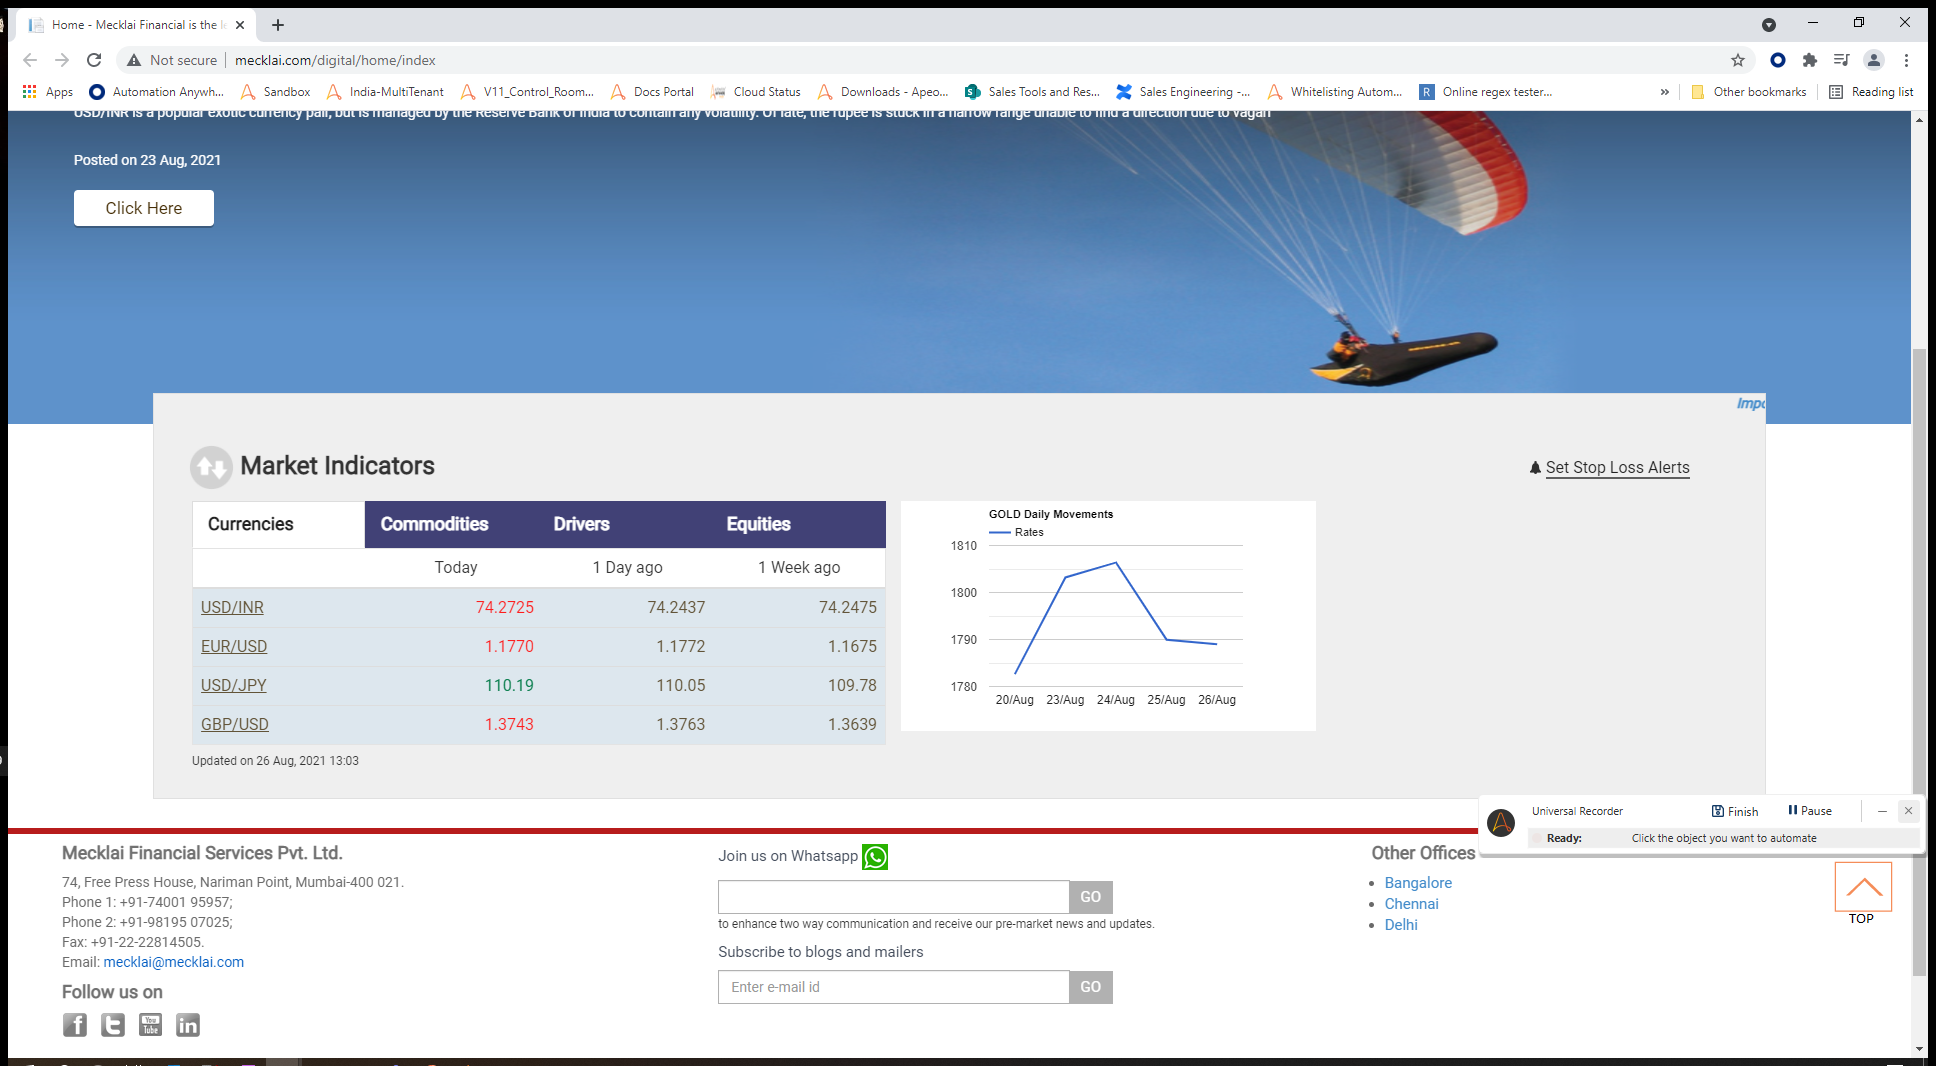 Home - Mecklai Financial is the l
Not secure
mecklai.com/digital/home/index
Apps
Automation Anywh...
Sandbox
India-MultiTenant
V11_Control_Room...
Docs Portal
Cloud Status
Downloads - Apeo...
Sales Tools and Res...
Sales Engineering -...
Whitelisting Autom...
R
Online regex tester...
»
Other bookmarks
Reading list
USD/INR is a popular exotic currency pair, but is managed by the Reserve Bank of India to contain any volatility. Of late, the rupee is stuck in a narrow range unable to find a direction due to vagari
Posted on 23 Aug, 2021
Click Here
Impo
Market Indicators
Set Stop Loss Alerts
Currencies Commodities Drivers Equities
Today 1 Day ago 1 Week ago
USD/INR 74.2725 74.2437 74.2475
EUR/USD 1.1770 1.1772 1.1675
USD/JPY 110.19 110.05 109.78
GBP/USD 1.3743 1.3763 1.3639
Updated on 26 Aug, 2021 13:03
GOLD Daily Movements
Rates
1810
1800
1790
1780
20/Aug 23/Aug 24/Aug 25/Aug 26/Aug
Universal Recorder
Finish
Pause
Ready:
Click the object you want to automate
Mecklai Financial Services Pvt. Ltd.
74, Free Press House, Nariman Point, Mumbai-400 021.
Phone 1: +91-74001 95957;
Phone 2: +91-98195 07025;
Fax: +91-22-22814505.
Email: mecklai@mecklai.com
Follow us on
f
t
You
Tube
in
Join us on Whatsapp
GO
to enhance two way communication and receive our pre-market news and updates.
Subscribe to blogs and mailers
Enter e-mail id
GO
Other Offices
Bangalore
Chennai
Delhi
TOP